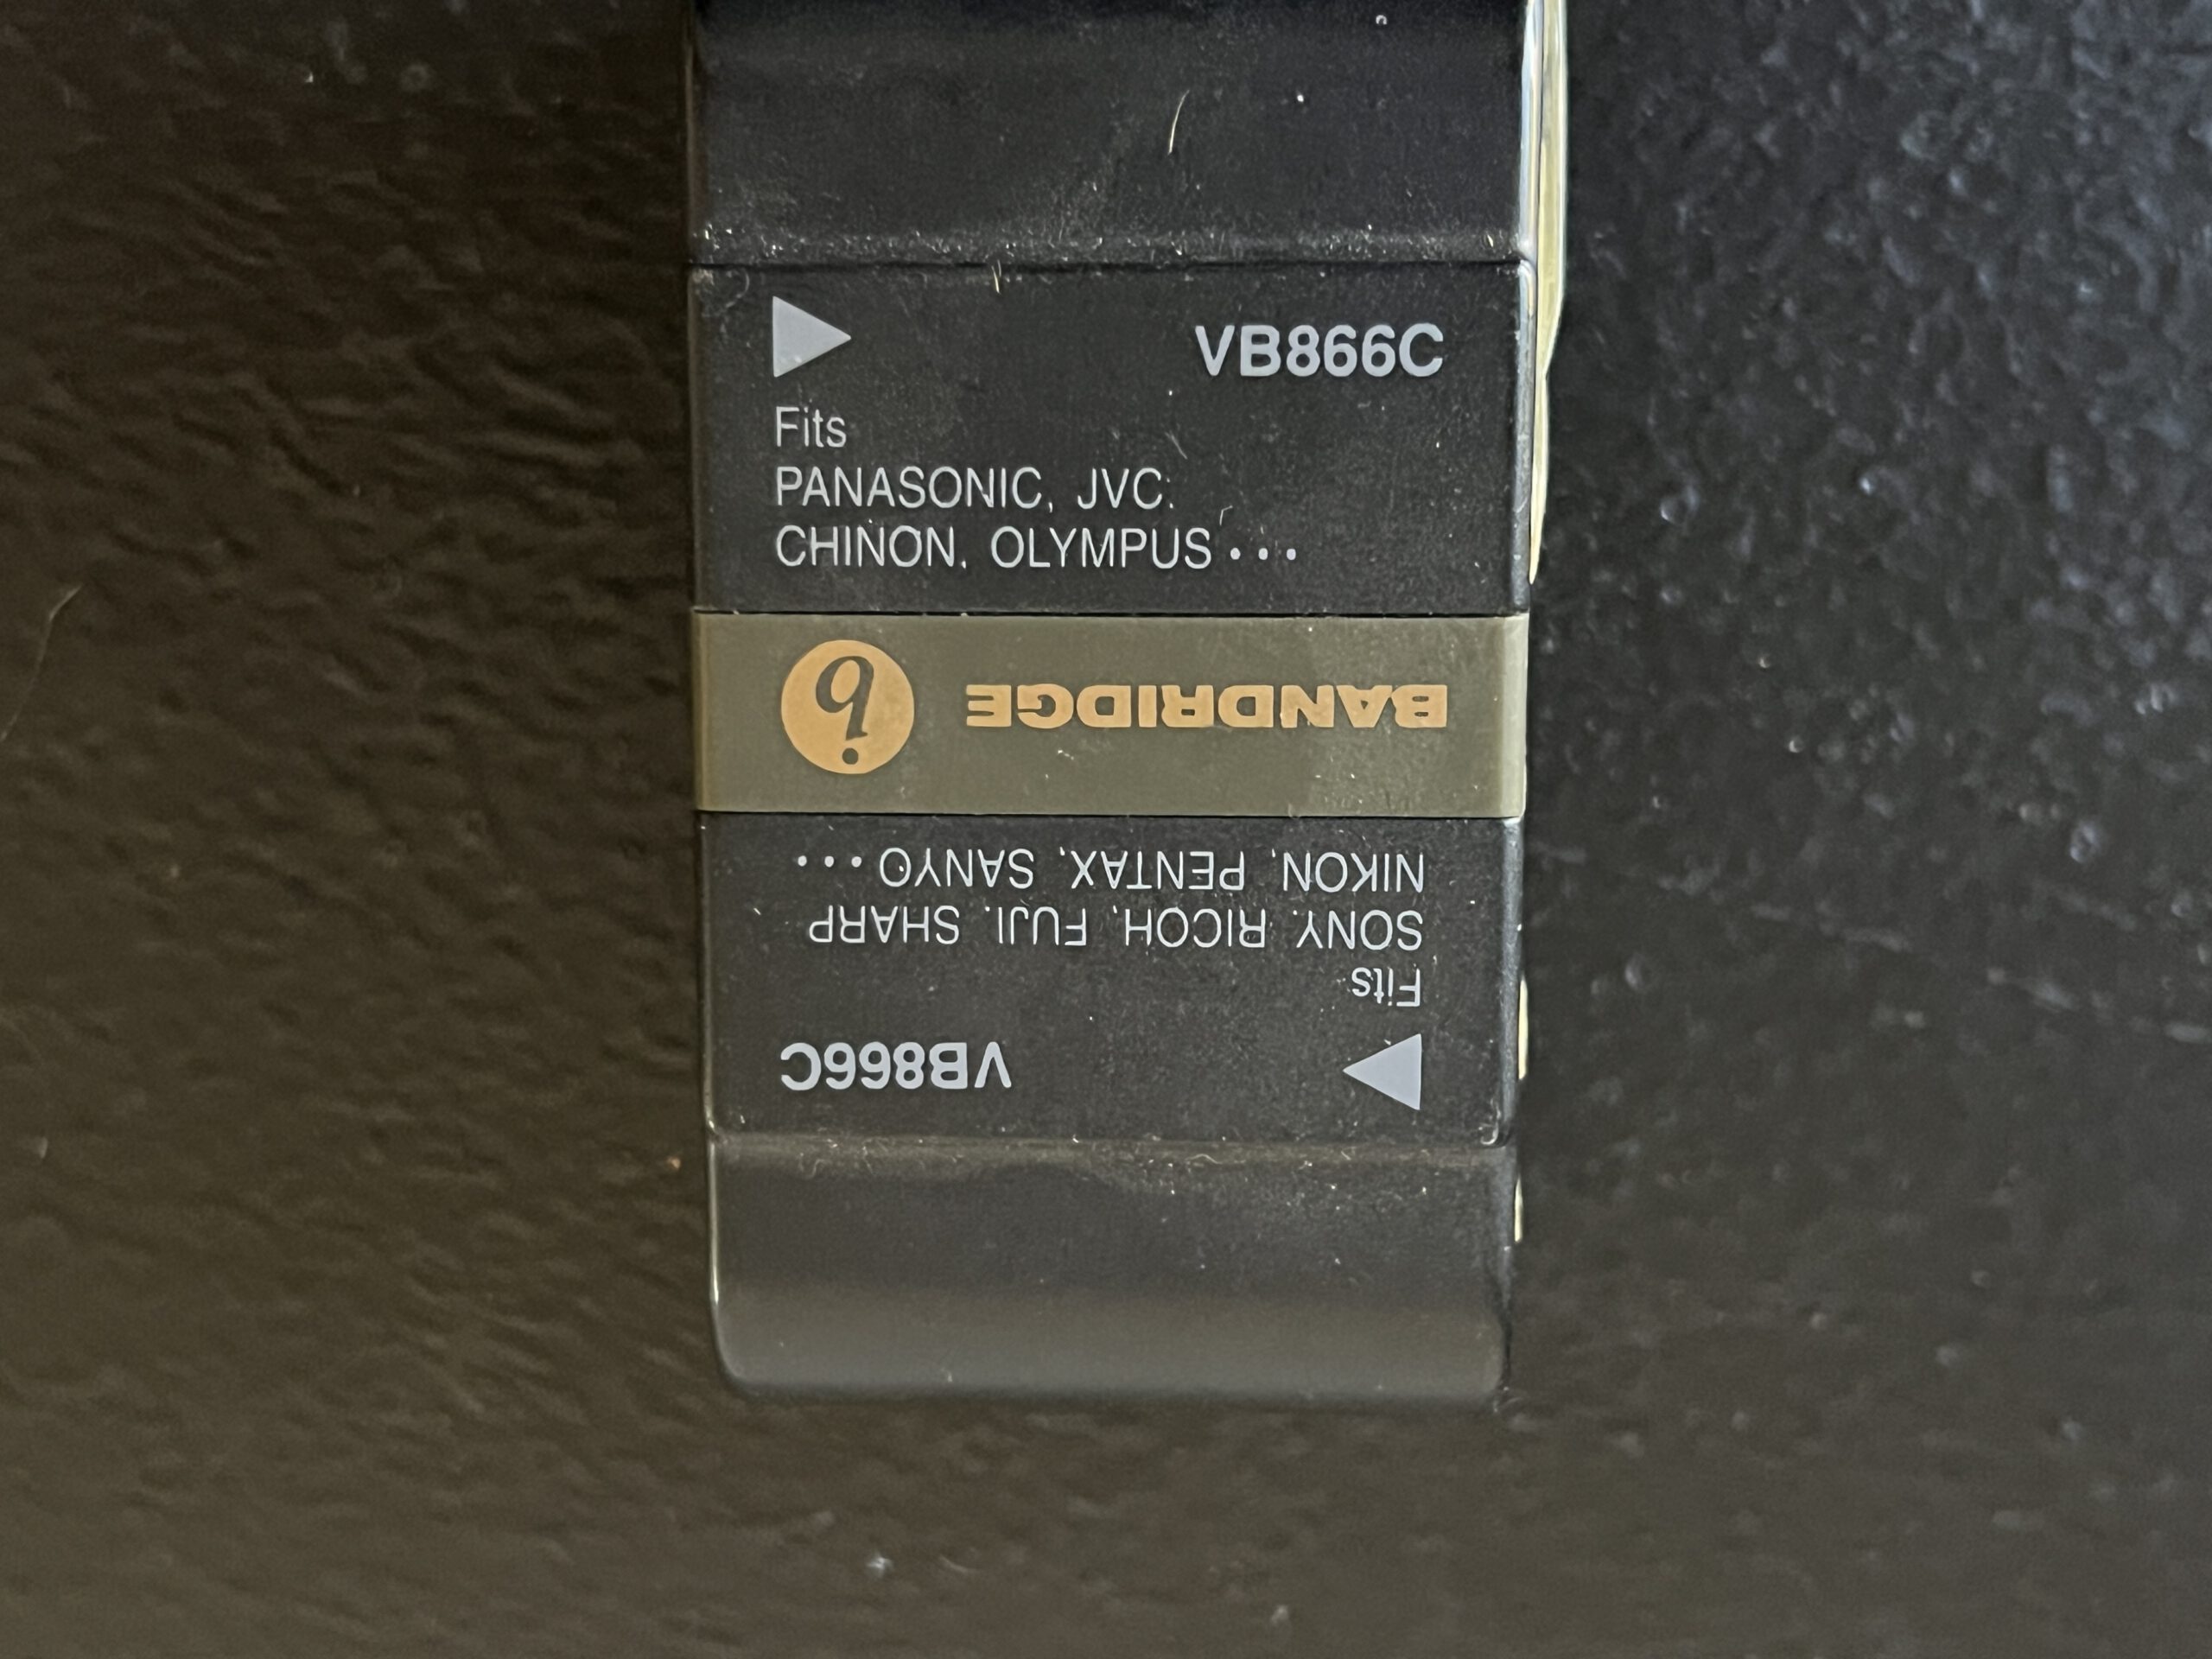 VB866C
Fits
PANASONIC, JVC.
CHINON, OLYMPUS...
b BANDRIDGE
VB866C
Fits
SONY, RICOH, FUJI, SHARP
NIKON, PENTAX, SANYO...